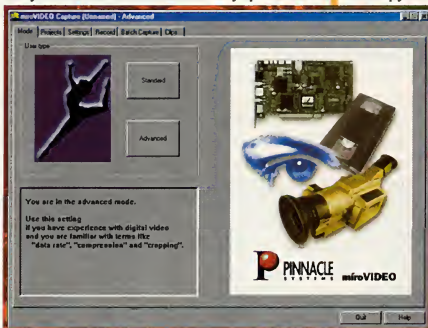 miroVIDEO Capture (Unnamed) - Advanced
Mode Projects Settings Record Batch Capture Clips
User type
Standard
Advanced
You are in the advanced mode.
Use this setting
if you have experience with digital video
and you are familiar with terms like
"data rate", "compression" and "cropping".
PINNACLE
SYSTEMS
miroVIDEO
Quit Help